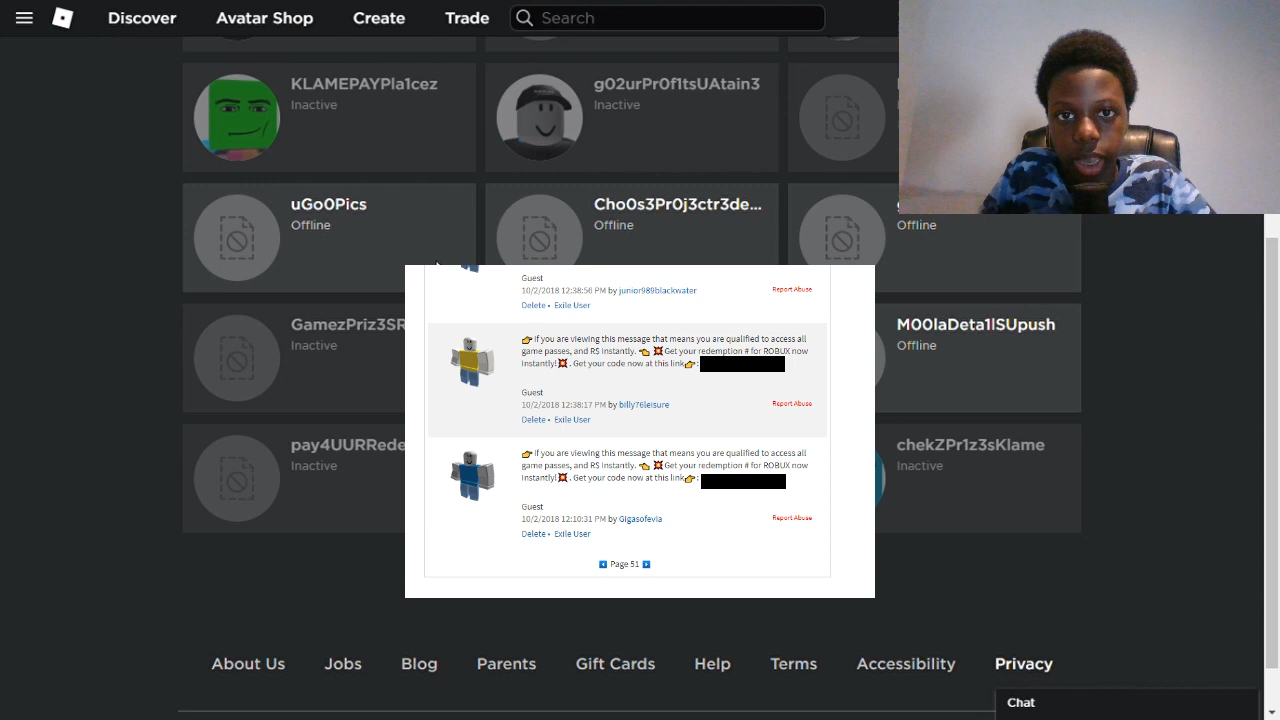 Discover Avatar Shop Create Trade Search
KLAMEPAYPla1cez
Inactive
g02urPr0f1tsUAtain3
Inactive
uGo0Pics
Offline
Cho0s3Pr0j3ctr3de...
Offline
Offline
GamezPriz3SR
Inactive
M00laDeta1lSUpush
Offline
pay4UURRede
Inactive
chekZPr1z3sKlame
Inactive
Guest
10/2/2018 12:38:56 PM by junior989blackwater Report Abuse
Delete • Exile User
👉 If you are viewing this message that means you are qualified to access all
game passes, and R$ Instantly. 👈 💥Get your redemption # for ROBUX now
Instantly!💥. Get your code now at this link👉:
Guest
10/2/2018 12:38:17 PM by billy76leisure Report Abuse
Delete • Exile User
👉 If you are viewing this message that means you are qualified to access all
game passes, and R$ Instantly. 👈 💥Get your redemption # for ROBUX now
Instantly!💥. Get your code now at this link👉:
Guest
10/2/2018 12:10:31 PM by Gigasofevia Report Abuse
Delete • Exile User
Page 51
About Us Jobs Blog Parents Gift Cards Help Terms Accessibility Privacy
Chat